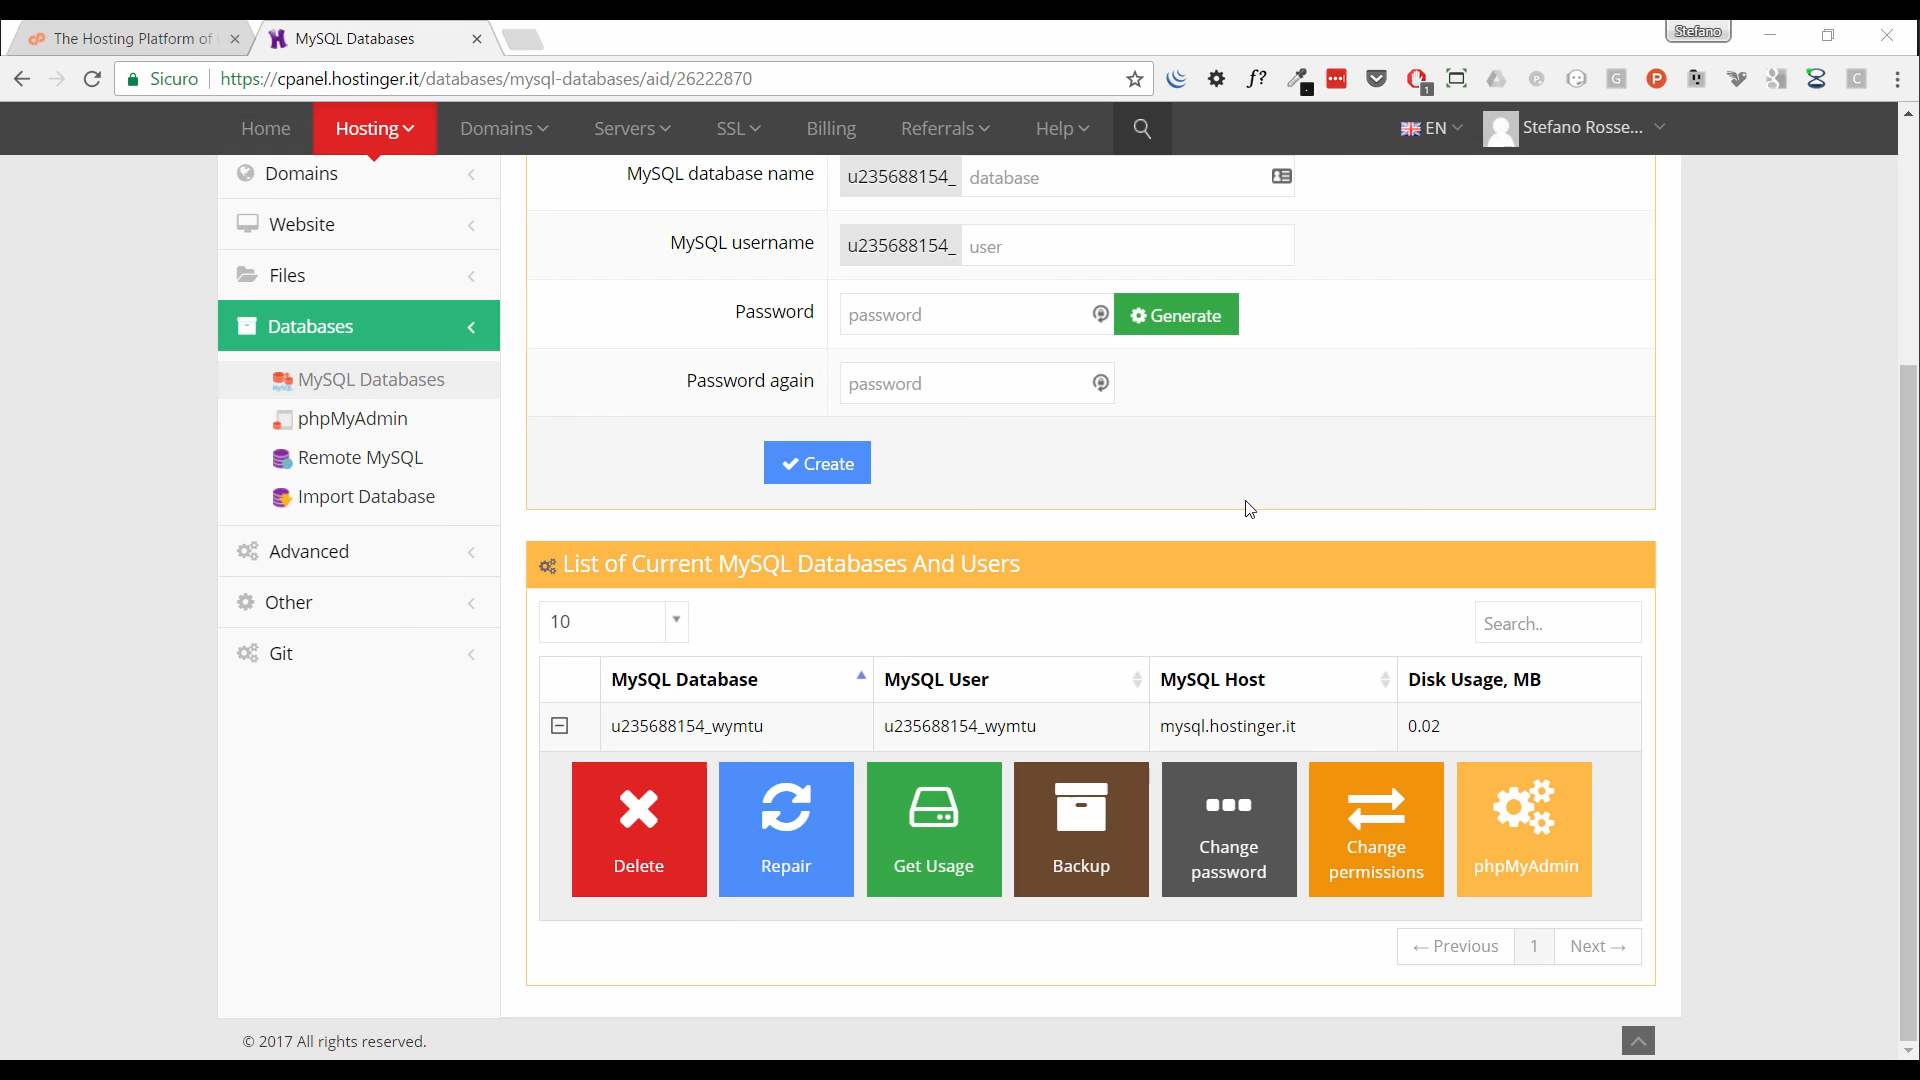 The Hosting Platform of
MySQL Databases
Stefano
Sicuro
https://cpanel.hostinger.it/databases/mysql-databases/aid/26222870
Home
Hosting
Domains
Servers
SSL
Billing
Referrals
Help
EN
Stefano Rosse...
Domains
Website
Files
Databases
MySQL Databases
phpMyAdmin
Remote MySQL
Import Database
Advanced
Other
Git
MySQL database name
u235688154_
database
MySQL username
u235688154_
user
Password
password
Generate
Password again
password
Create
List of Current MySQL Databases And Users
10
Search..
MySQL Database
MySQL User
MySQL Host
Disk Usage, MB
u235688154_wymtu
u235688154_wymtu
mysql.hostinger.it
0.02
Delete
Repair
Get Usage
Backup
Change
password
Change
permissions
phpMyAdmin
← Previous
1
Next →
© 2017 All rights reserved.